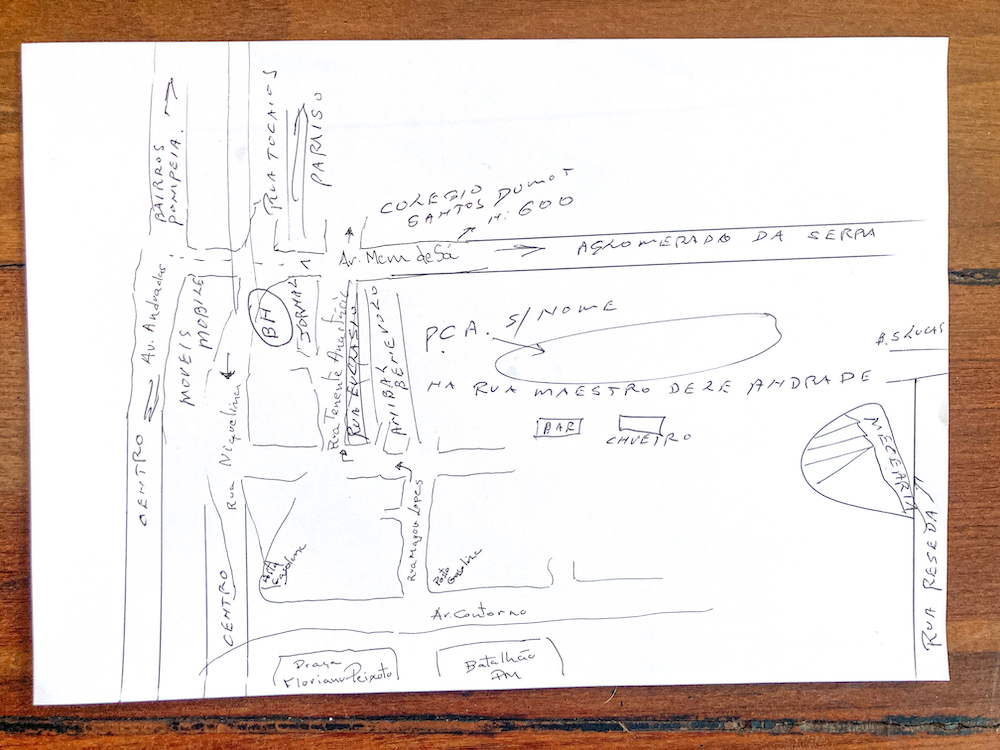 BAIRROS
POMPEIA.
RUA TOCAIOS
PARAISO
COLEGIO
SANTOS DUMOT
N: 600
Av. Mem de Sá
AGLOMERADO DA SERRA
Av. Andradas
MOVEIS
MOBILE
BH
JORNAL
Rua Tenente Anastácio
RUA EUCRASIO
ANIBAL
BENEVOLO
PCA. S/NOME
B. S LUCAS
NA RUA MAESTRO DELE ANDRADE
BAR
CHVEIRO
MECEARIA
CENTRO
Rua Niquelina
Rua Magou Lopes
Posto
Gasolina
Posto
Gasolina
CENTRO
Av. Contorno
RUA RESEDA
Praça
Floriano Peixoto
Batalhão
PM